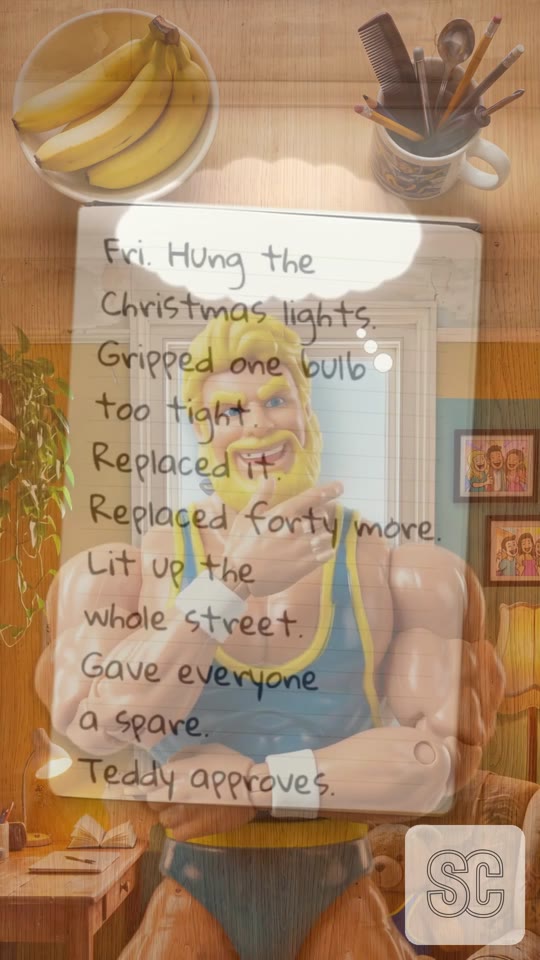 Fri. Hung the
Christmas lights.
Gripped one bulb
too tight.
Replaced it.
Replaced forty more.
Lit up the
whole street.
Gave everyone
a spare.
Teddy approves.
SC